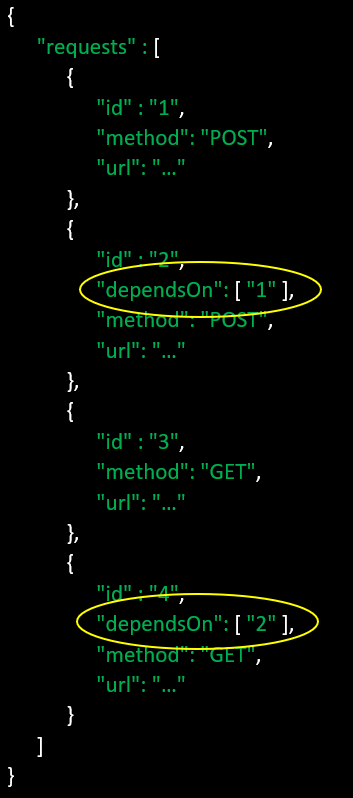 {
"requests" : [
{
"id" : "1",
"method": "POST",
"url": "..."
},
{
"id" : "2",
"dependsOn": [ "1" ],
"method": "POST",
"url": "..."
},
{
"id" : "3",
"method": "GET",
"url": "..."
},
{
"id" : "4",
"dependsOn": [ "2" ],
"method": "GET",
"url": "..."
}
]
}